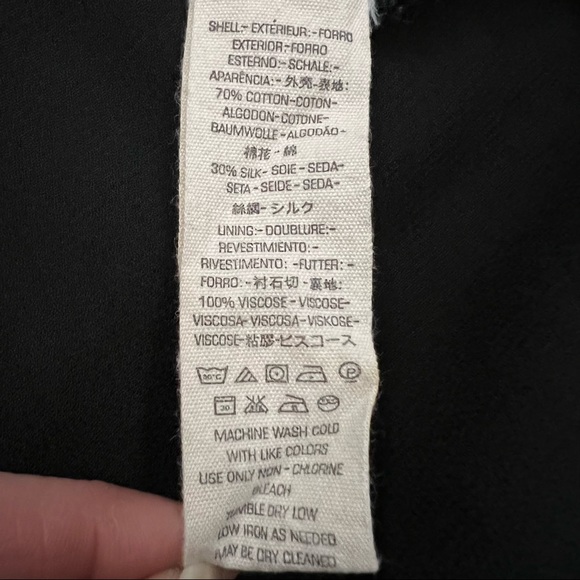 SHELL:- EXTÉRIEUR:-FORRO
EXTERIOR-FORRO
ESTERNO:- SCHALE:-
APARÊNCIA:- 外殼-表地:
70% COTTON-COTON-
ALGODON-COTONE-
BAUMWOLLE-ALGODÃO-
棉花-綿
30% SILK- SOIE-SEDA-
SETA-SEIDE-SEDA-
絲綢-シルク
LINING:-DOUBLURE:-
REVESTIMIENTO:-
RIVESTIMENTO: -FUTTER:-
FORRO:-衬石切-裏地:
100% VISCOSE-VISCOSE-
VISCOSA-VISCOSA-VISKOSE-
VISCOSE-粘膠-ビスコース
30°C P
30
MACHINE WASH COLD
WITH LIKE COLORS
USE ONLY NON-CHLORINE
BLEACH
TUMBLE DRY LOW
LOW IRON AS NEEDED
MAY BE DRY CLEANED